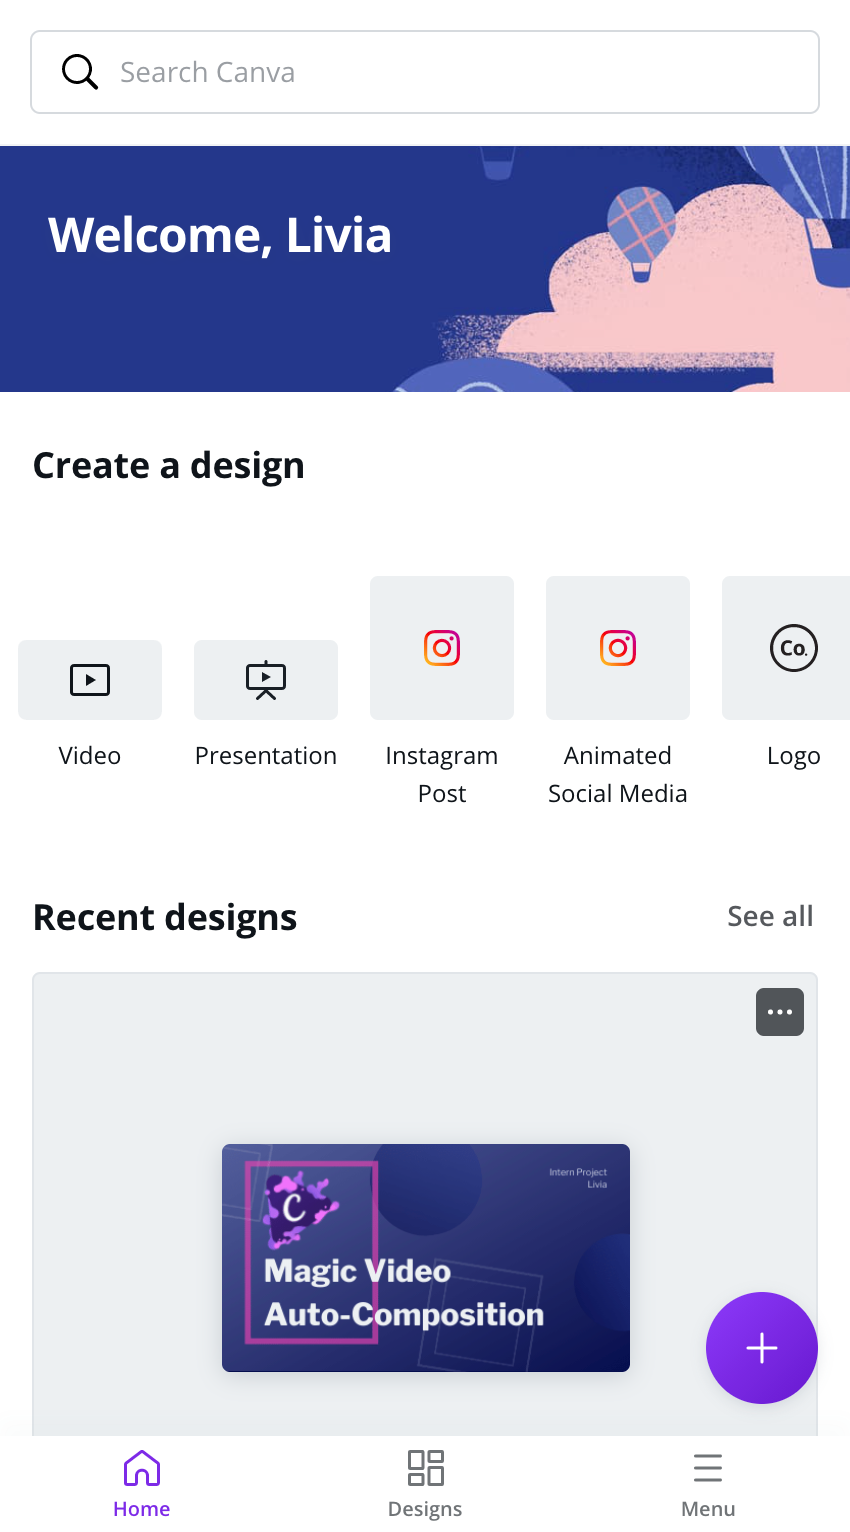 Search Canva
Welcome, Livia
Create a design
Video
Presentation
Instagram
Post
Animated
Social Media
Co.
Logo
Recent designs
See all
Intern Project
Livia
C
Magic Video
Auto-Composition
Home
Designs
Menu